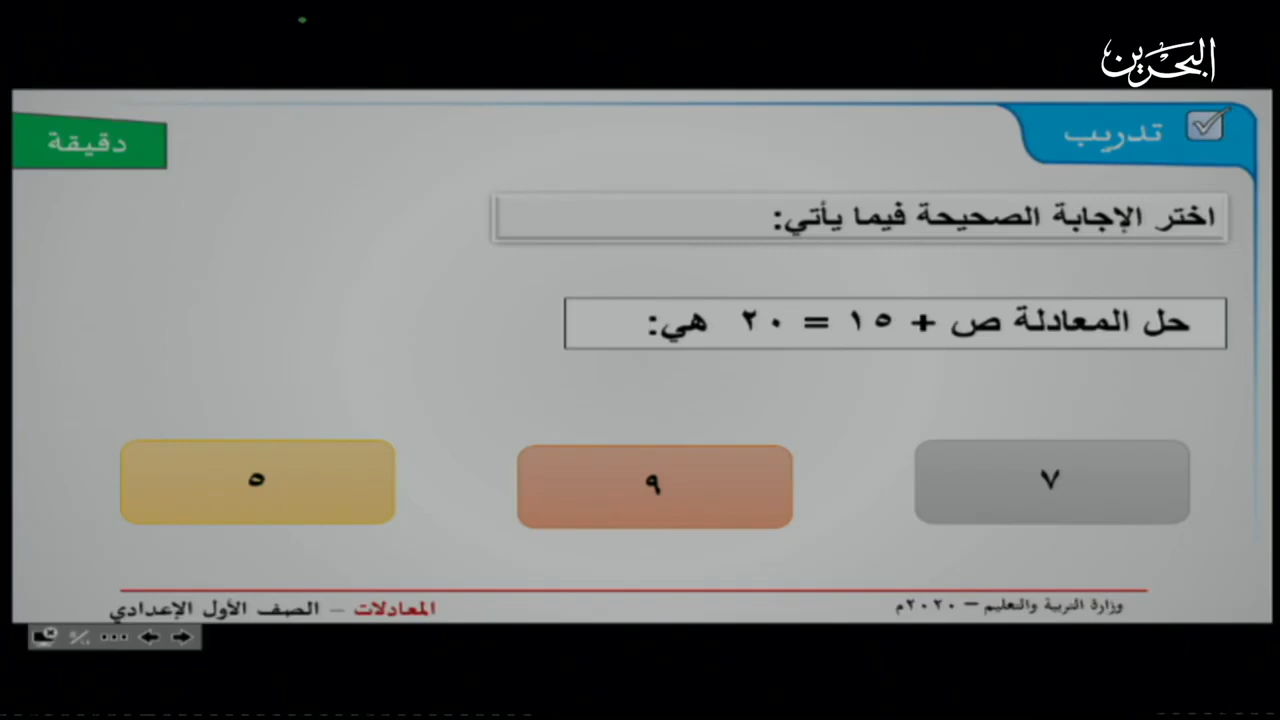 البحرين
تدريب
دقيقة
اختر الإجابة الصحيحة فيما يأتي:
حل المعادلة ص + ١٥ = ٢٠ هي:
٧
٩
٥
وزارة التربية والتعليم – ٢٠٢٠م
المعادلات – الصف الأول الإعدادي